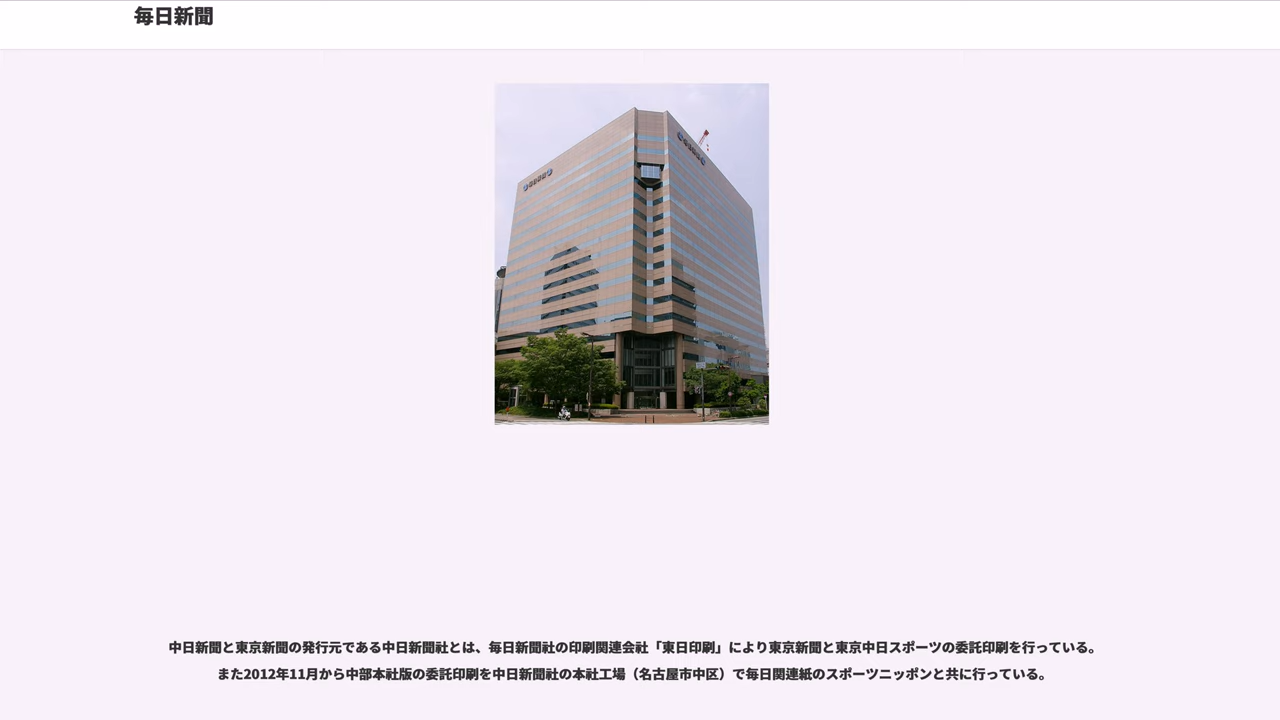 毎日新聞
中日新聞と東京新聞の発行元である中日新聞社とは、毎日新聞社の印刷関連会社「東日印刷」により東京新聞と東京中日スポーツの委託印刷を行っている。
また2012年11月から中部本社版の委託印刷を中日新聞社の本社工場（名古屋市中区）で毎日関連紙のスポーツニッポンと共に行っている。